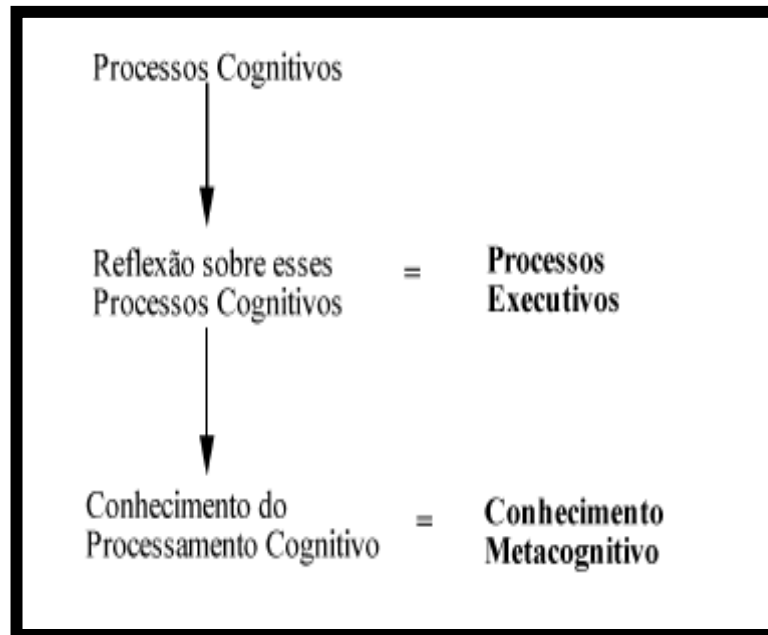 Processos Cognitivos
Reflexão sobre esses = Processos
Processos Cognitivos Executivos
Conhecimento do = Conhecimento
Processamento Cognitivo Metacognitivo